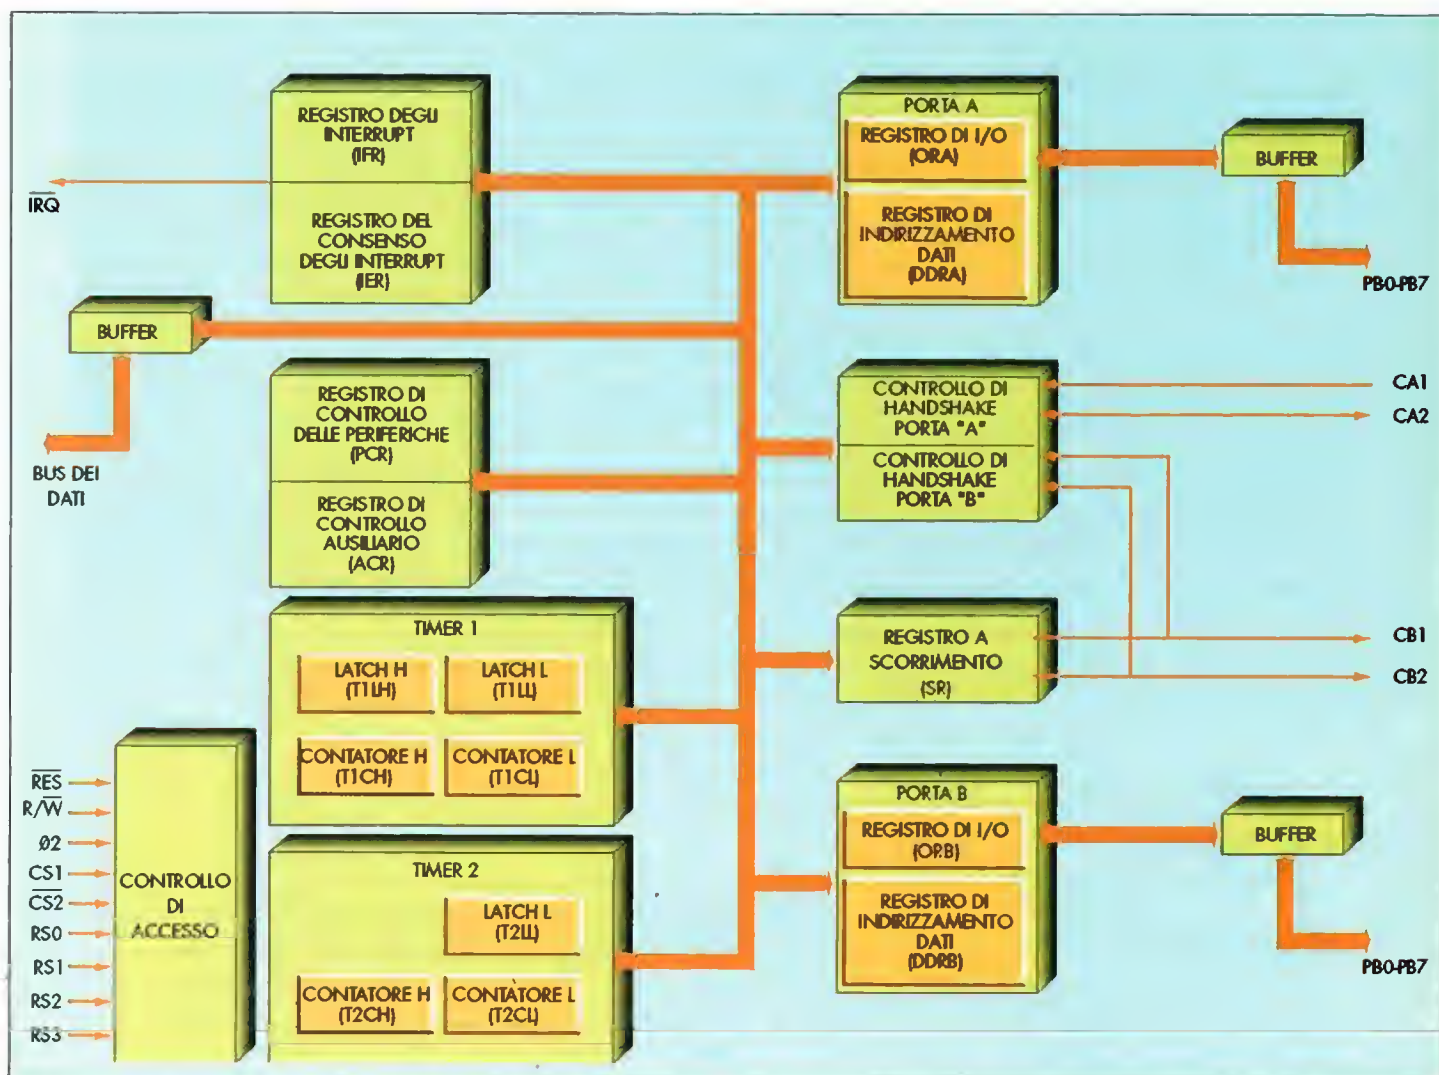 REGISTRO DEGLI
INTERRUPT
(IFR)
REGISTRO DEL
CONSENSO
DEGLI INTERRUPT
(IER)
IRQ
BUFFER
BUS DEI
DATI
REGISTRO DI
CONTROLLO
DELLE PERIFERICHE
(PCR)
REGISTRO DI
CONTROLLO
AUSILIARIO
(ACR)
TIMER 1
LATCH H
(T1LH)
LATCH L
(T1LL)
CONTATORE H
(T1CH)
CONTATORE L
(T1CL)
TIMER 2
LATCH L
(T2LL)
CONTATORE H
(T2CH)
CONTATORE L
(T2CL)
RES
R/W
Ø2
CS1
CS2
RS0
RS1
RS2
RS3
CONTROLLO
DI
ACCESSO
PORTA A
REGISTRO DI I/O
(ORA)
REGISTRO DI
INDIRIZZAMENTO
DATI
(DDRA)
BUFFER
PB0-PB7
CONTROLLO DI
HANDSHAKE
PORTA "A"
CONTROLLO DI
HANDSHAKE
PORTA "B"
CA1
CA2
REGISTRO A
SCORRIMENTO
(SR)
CB1
CB2
PORTA B
REGISTRO DI I/O
(ORB)
REGISTRO DI
INDIRIZZAMENTO
DATI
(DDRB)
BUFFER
PB0-PB7